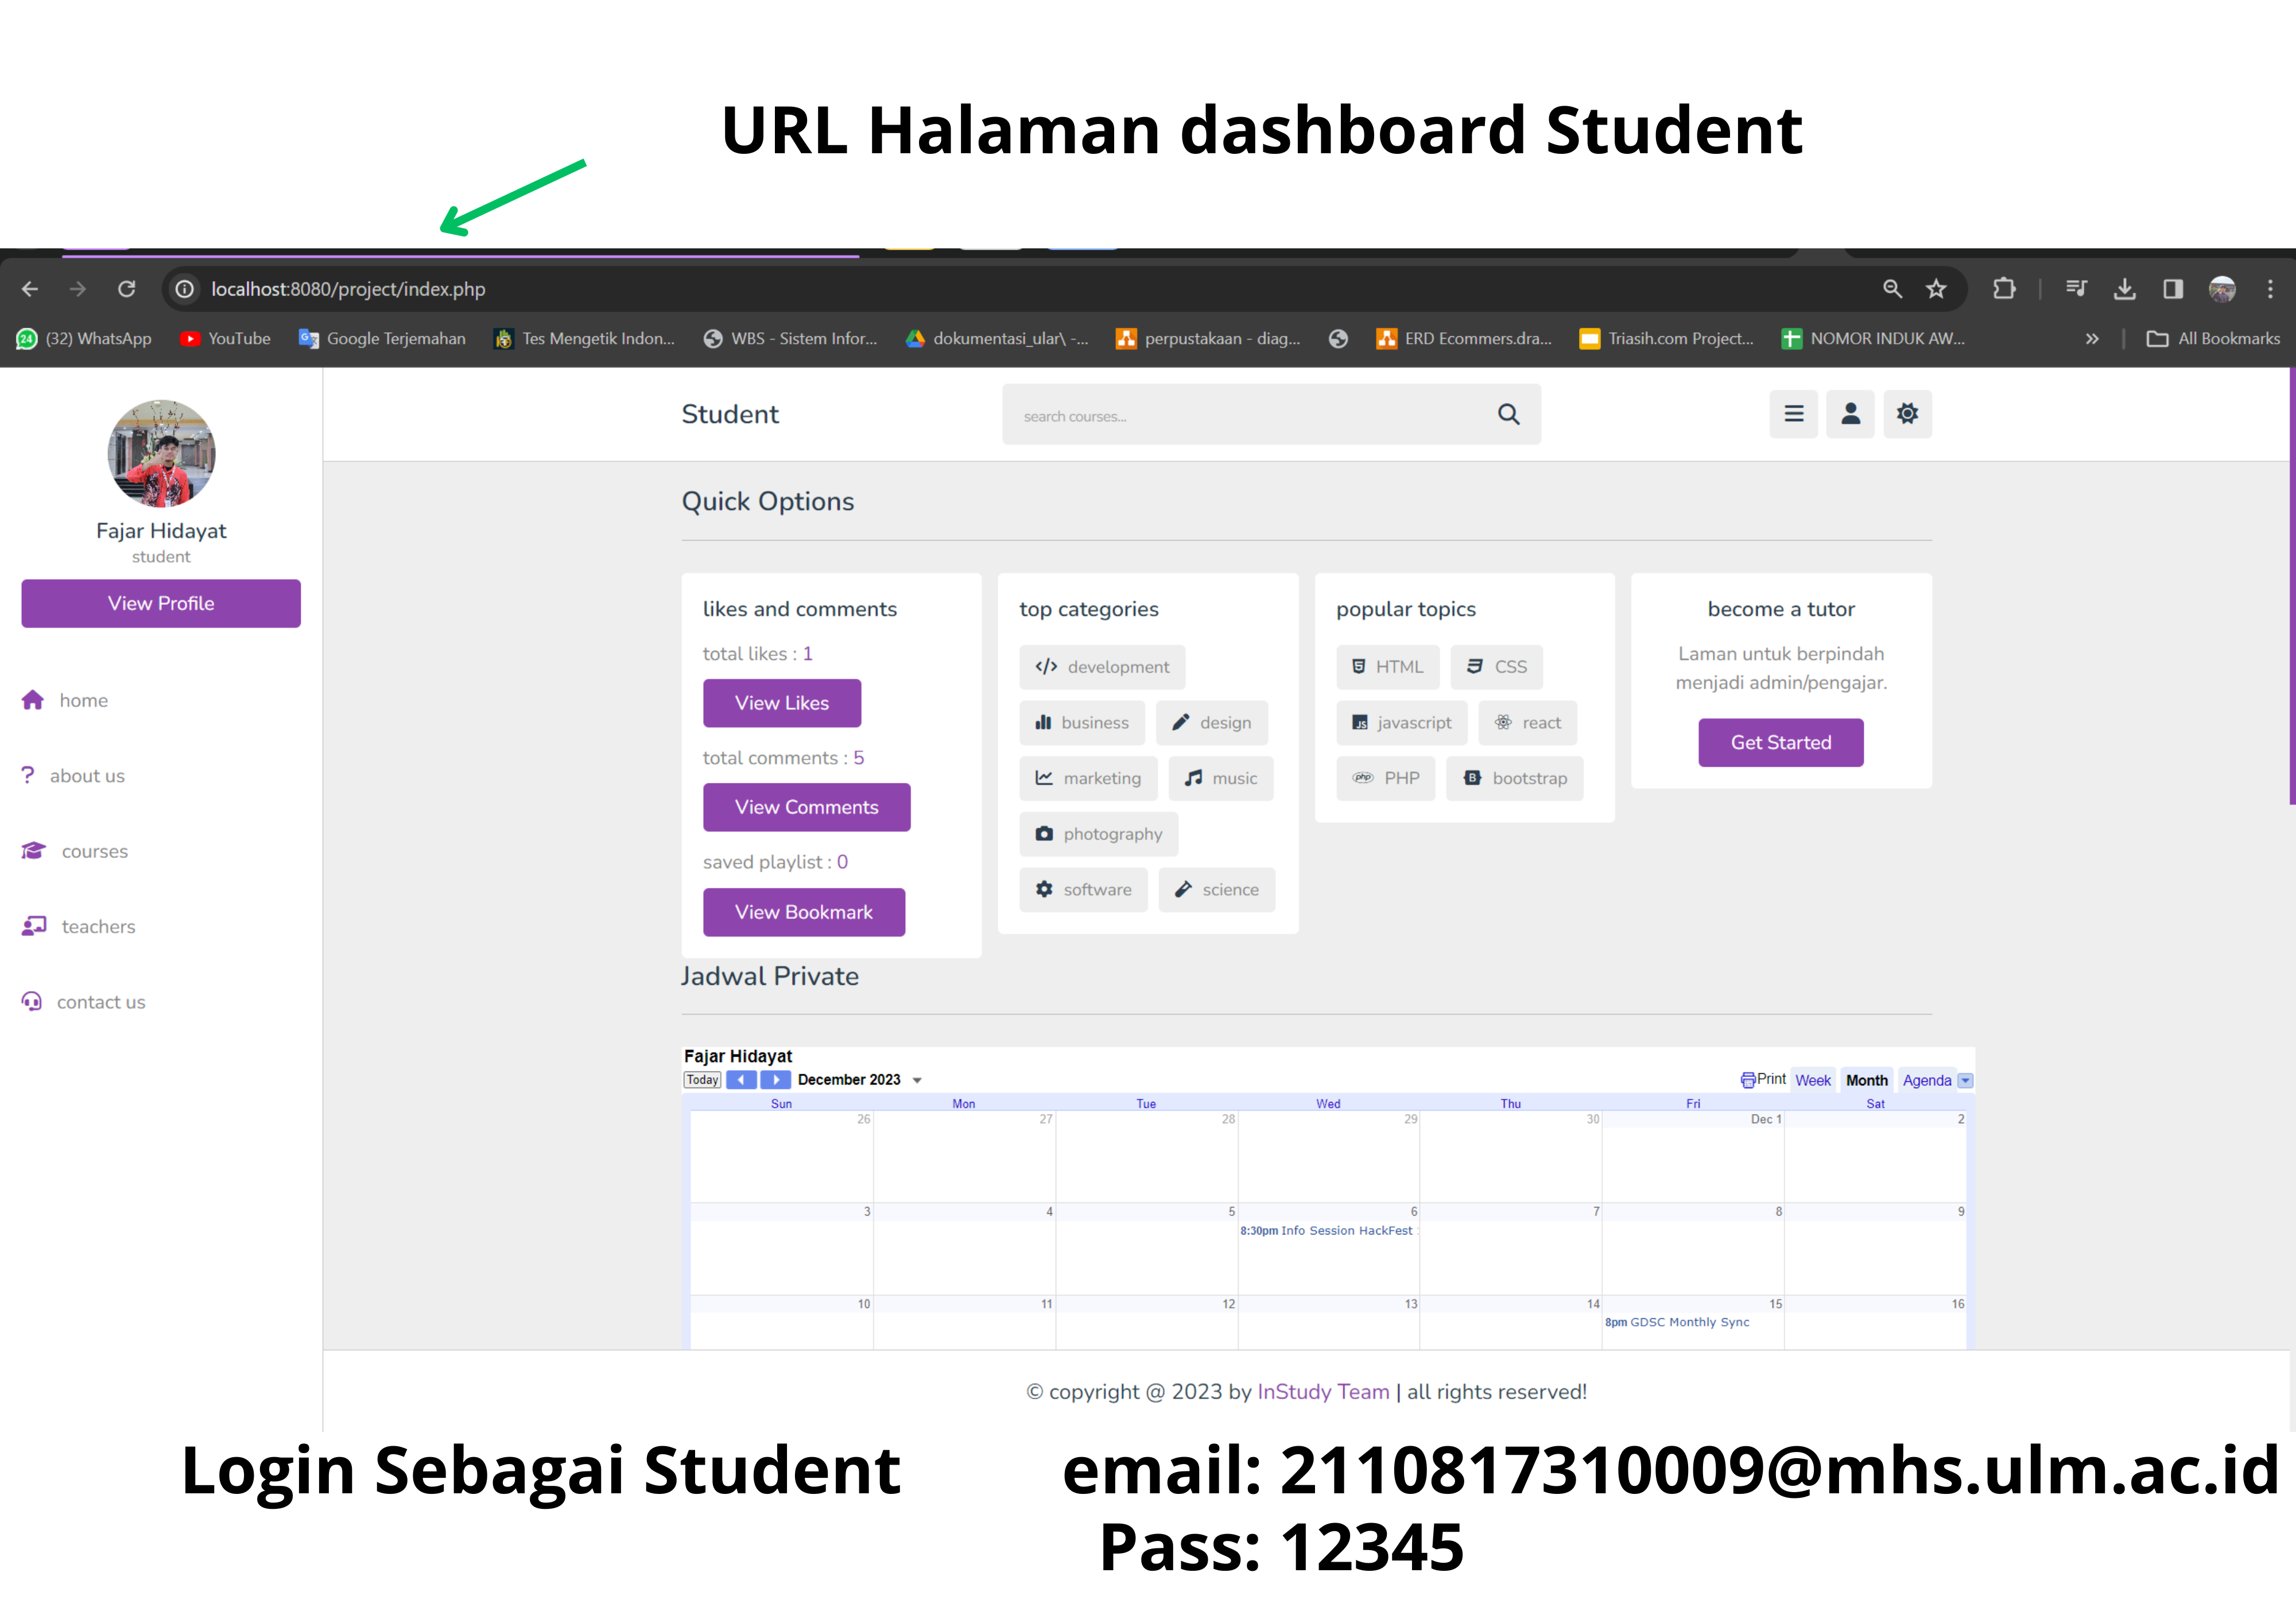 URL Halaman dashboard Student
localhost:8080/project/index.php
24 (32) WhatsApp YouTube Google Terjemahan Tes Mengetik Indon... WBS - Sistem Infor... dokumentasi_ular\ -... perpustakaan - diag... ERD Ecommers.dra... Triasih.com Project... NOMOR INDUK AW... » All Bookmarks
Student
search courses...
Fajar Hidayat
student
View Profile
home
about us
courses
teachers
contact us
Quick Options
likes and comments
total likes : 1
View Likes
total comments : 5
View Comments
saved playlist : 0
View Bookmark
top categories
development
business design
marketing music
photography
software science
popular topics
HTML CSS
JS javascript react
php PHP B bootstrap
become a tutor
Laman untuk berpindah
menjadi admin/pengajar.
Get Started
Jadwal Private
Fajar Hidayat
Today December 2023 Print Week Month Agenda
Sun Mon Tue Wed Thu Fri Sat
26 27 28 29 30 Dec 1 2
3 4 5 6 7 8 9
8:30pm Info Session HackFest
10 11 12 13 14 15 16
8pm GDSC Monthly Sync
© copyright @ 2023 by InStudy Team | all rights reserved!
Login Sebagai Student email: 2110817310009@mhs.ulm.ac.id
Pass: 12345